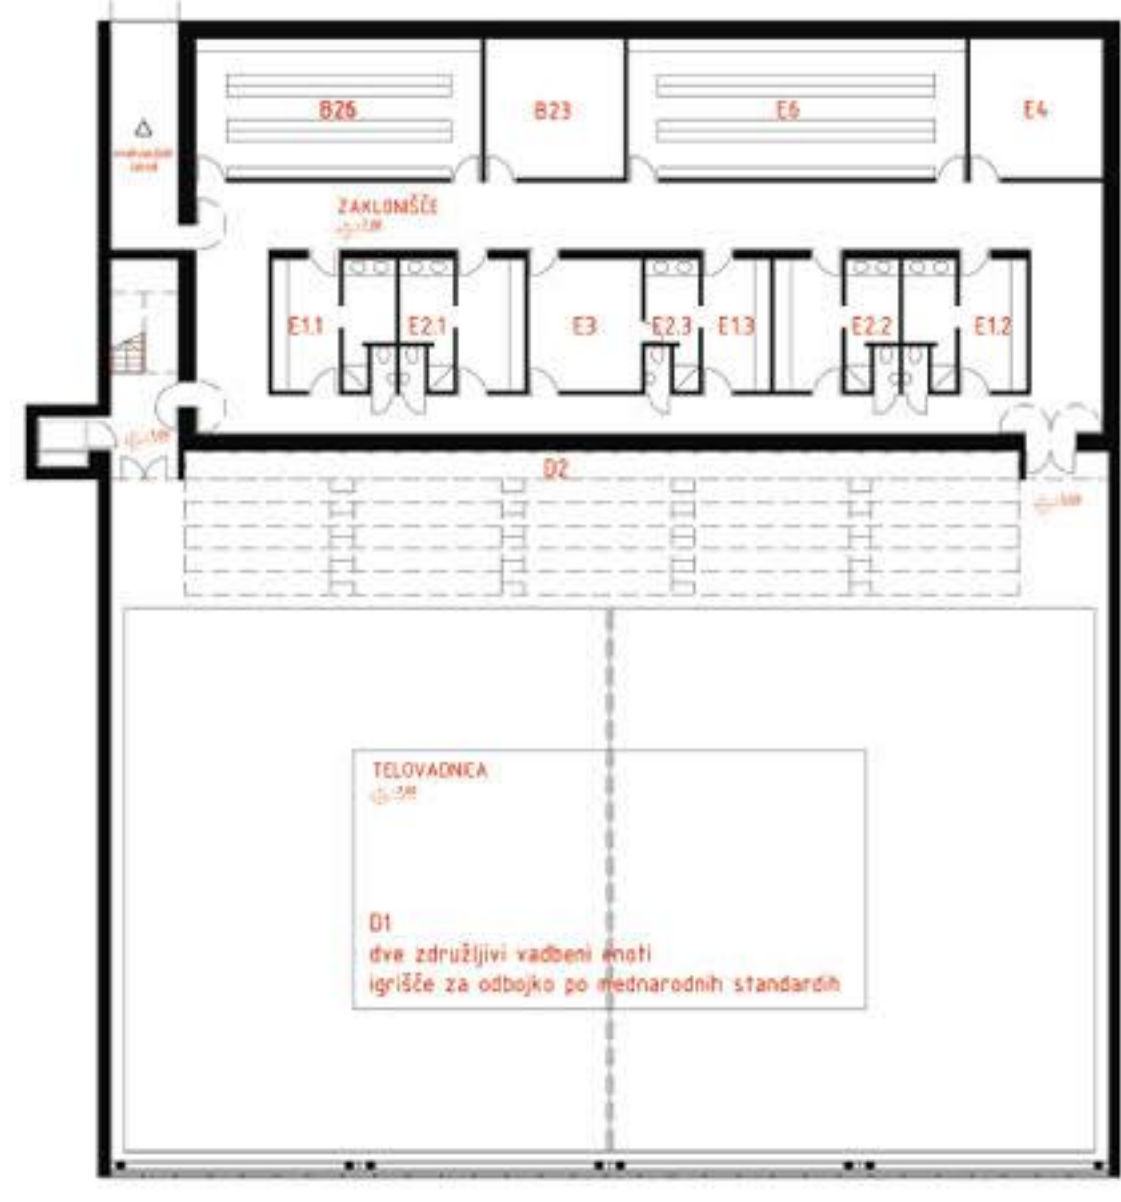 B26
B23
E6
E4
ZAKLONIŠČE
E1.1
E2.1
E3
E2.3
E1.3
E2.2
E1.2
D2
TELOVADNICA
D1
dve združljivi vadbeni enoti
igrišče za odbojko po mednarodnih standardih